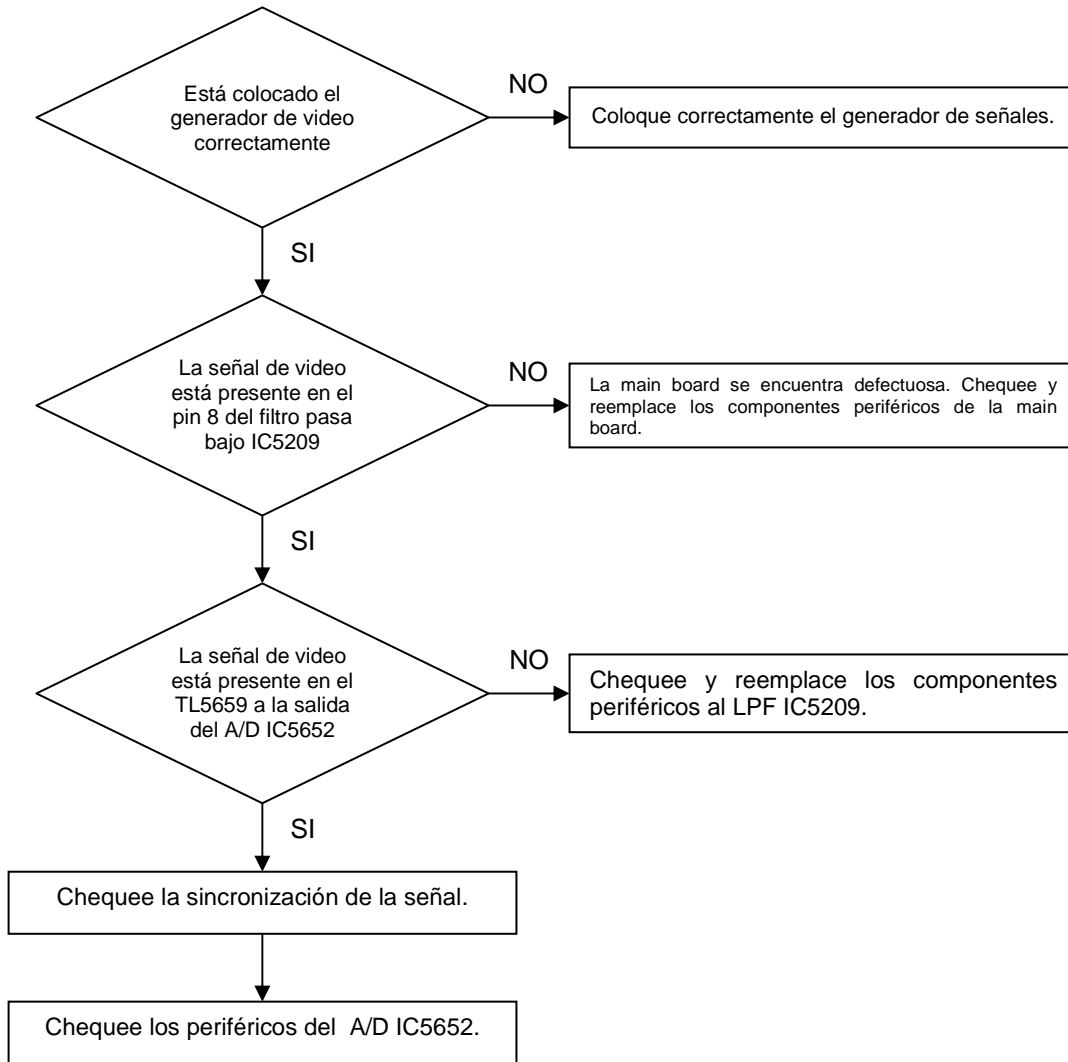 Está colocado el
generador de video
correctamente
NO
Coloque correctamente el generador de señales.
SI
La señal de video
está presente en el
pin 8 del filtro pasa
bajo IC5209
NO
La main board se encuentra defectuosa. Chequee y
reemplace los componentes periféricos de la main
board.
SI
La señal de video
está presente en el
TL5659 a la salida
del A/D IC5652
NO
Chequee y reemplace los componentes
periféricos al LPF IC5209.
SI
Chequee la sincronización de la señal.
Chequee los periféricos del A/D IC5652.